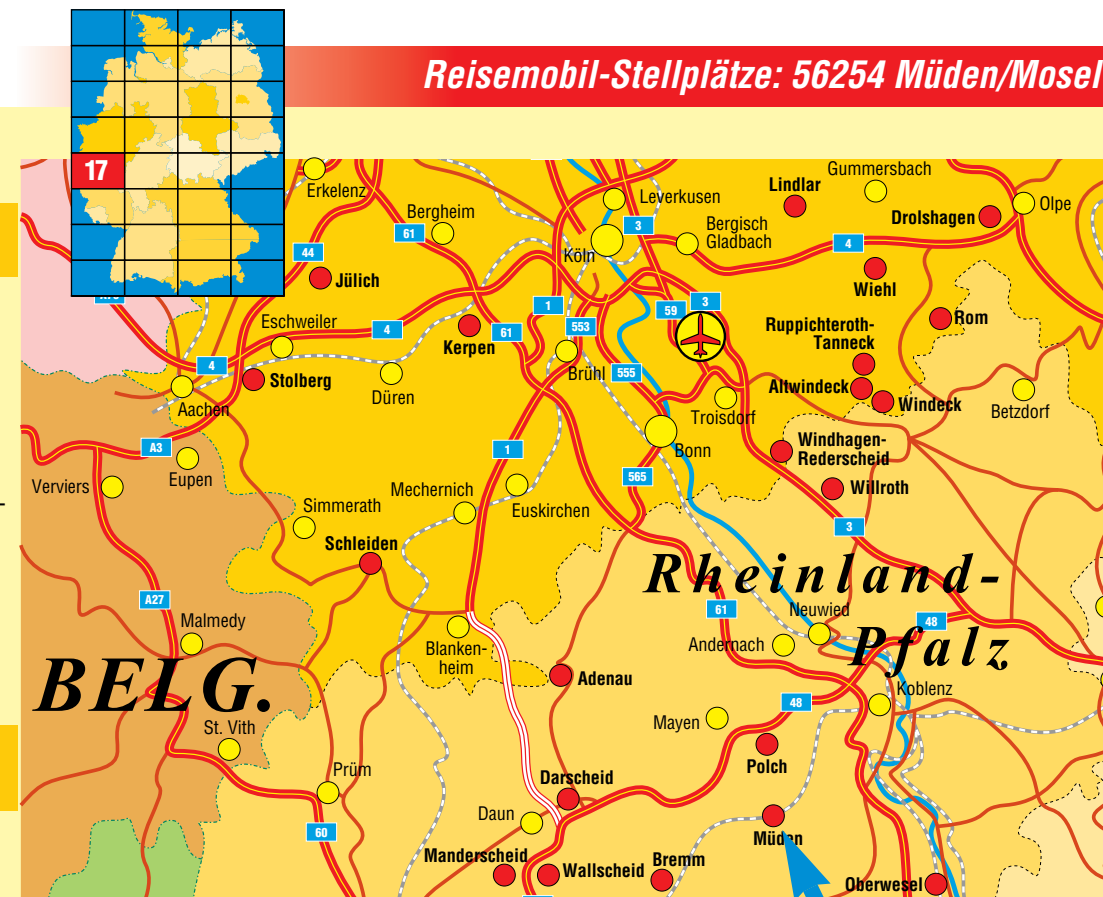 Reisemobil-Stellplätze: 56254 Müden/Mosel
17
Erkelenz
Leverkusen
Gummersbach
Lindlar
Bergheim
Bergisch
Gladbach
Drolshagen
Olpe
61
3
44
Köln
4
Jülich
Wiehl
1
59
3
Eschweiler
4
61
553
Ruppichteroth-
Tanneck
Rom
Kerpen
4
Stolberg
Düren
Brühl
555
Altwindeck
Windeck
Betzdorf
Aachen
Troisdorf
A3
1
Bonn
Windhagen-
Rederscheid
Verviers
Eupen
565
Mechernich
Simmerath
Euskirchen
Willroth
Schleiden
3
Rheinland-
Pfalz
A27
61
Neuwied
48
Malmedy
Blanken-
heim
Andernach
BELG.
Adenau
Koblenz
48
St. Vith
Mayen
Polch
Prüm
Darscheid
Daun
60
Müden
Manderscheid
Wallscheid
Bremm
Oberwesel